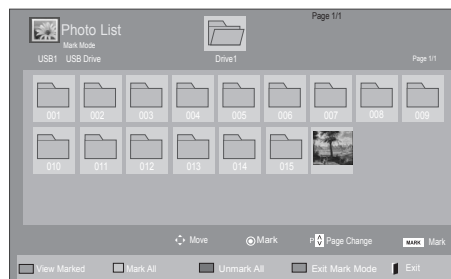 Page 1/1
Photo List
Mark Mode
USB1 USB Drive Drive1 Page 1/1
001 002 003 004 005 006 007 008 009
010 011 012 013 014 015
Move Mark P Page Change MARK Mark
View Marked Mark All Unmark All Exit Mark Mode Exit